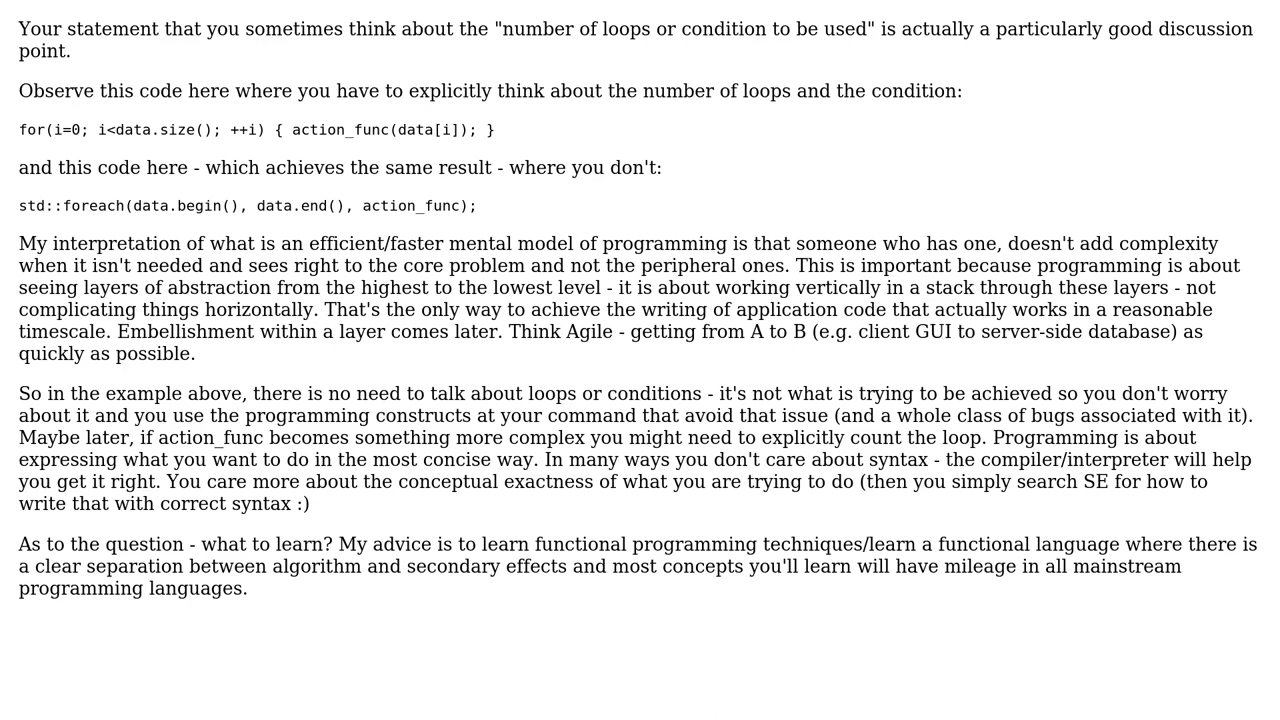 Your statement that you sometimes think about the "number of loops or condition to be used" is actually a particularly good discussion
point.
Observe this code here where you have to explicitly think about the number of loops and the condition:
for(i=0; i<data.size(); ++i) { action_func(data[i]); }
and this code here - which achieves the same result - where you don't:
std::foreach(data.begin(), data.end(), action_func);
My interpretation of what is an efficient/faster mental model of programming is that someone who has one, doesn't add complexity
when it isn't needed and sees right to the core problem and not the peripheral ones. This is important because programming is about
seeing layers of abstraction from the highest to the lowest level - it is about working vertically in a stack through these layers - not
complicating things horizontally. That's the only way to achieve the writing of application code that actually works in a reasonable
timescale. Embellishment within a layer comes later. Think Agile - getting from A to B (e.g. client GUI to server-side database) as
quickly as possible.
So in the example above, there is no need to talk about loops or conditions - it's not what is trying to be achieved so you don't worry
about it and you use the programming constructs at your command that avoid that issue (and a whole class of bugs associated with it).
Maybe later, if action_func becomes something more complex you might need to explicitly count the loop. Programming is about
expressing what you want to do in the most concise way. In many ways you don't care about syntax - the compiler/interpreter will help
you get it right. You care more about the conceptual exactness of what you are trying to do (then you simply search SE for how to
write that with correct syntax :)
As to the question - what to learn? My advice is to learn functional programming techniques/learn a functional language where there is
a clear separation between algorithm and secondary effects and most concepts you'll learn will have mileage in all mainstream
programming languages.